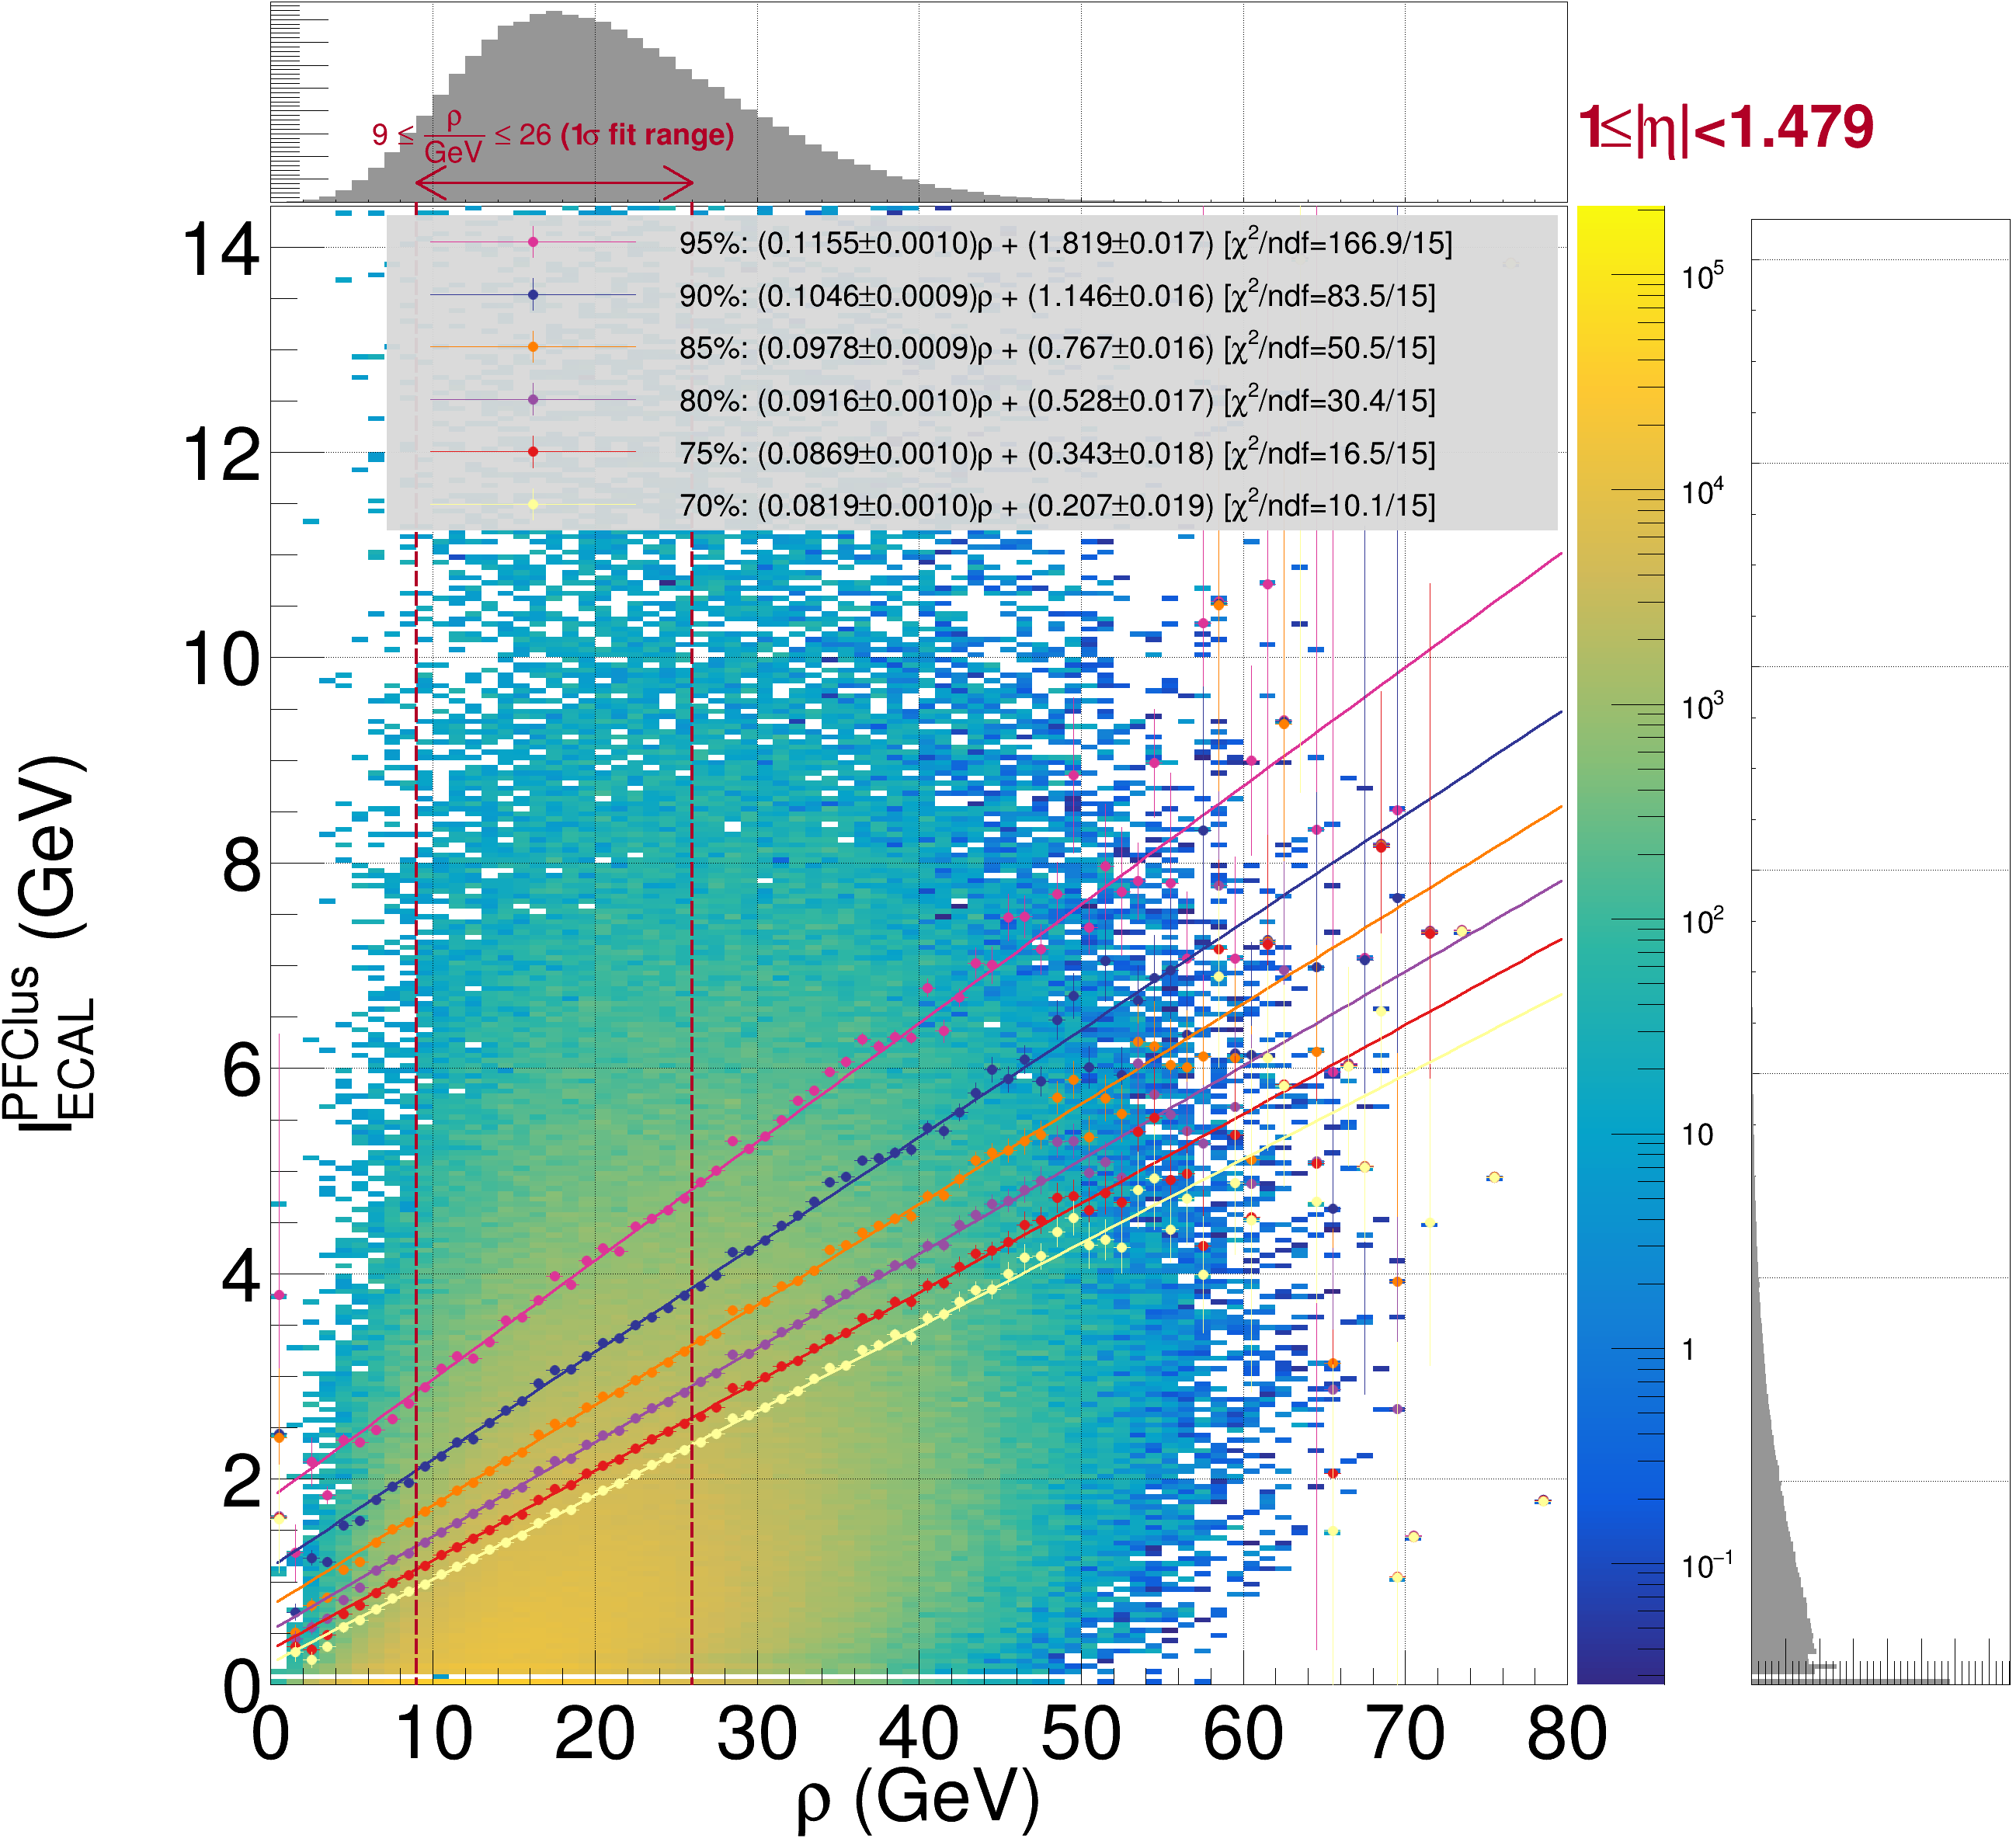 9 ≤ ρ/GeV ≤ 26 (1σ fit range)
1≤|η|<1.479
95%: (0.1155±0.0010)ρ + (1.819±0.017) [χ²/ndf=166.9/15]
90%: (0.1046±0.0009)ρ + (1.146±0.016) [χ²/ndf=83.5/15]
85%: (0.0978±0.0009)ρ + (0.767±0.016) [χ²/ndf=50.5/15]
80%: (0.0916±0.0010)ρ + (0.528±0.017) [χ²/ndf=30.4/15]
75%: (0.0869±0.0010)ρ + (0.343±0.018) [χ²/ndf=16.5/15]
70%: (0.0819±0.0010)ρ + (0.207±0.019) [χ²/ndf=10.1/15]
14
12
10
8
6
4
2
0
I_ECAL^PFClus (GeV)
0 10 20 30 40 50 60 70 80
ρ (GeV)
10⁵
10⁴
10³
10²
10
1
10⁻¹